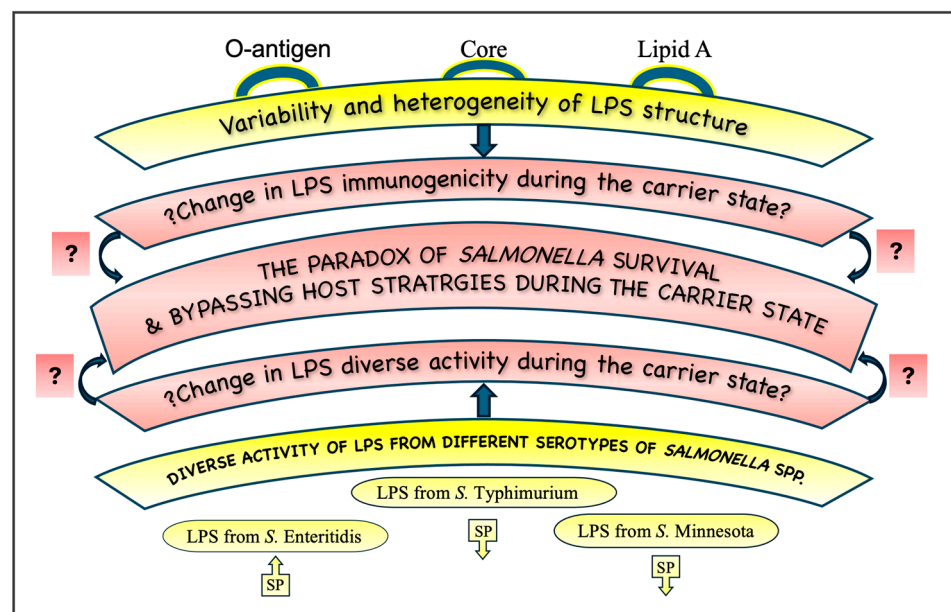 O-antigen
Core
Lipid A
Variability and heterogeneity of LPS structure
?Change in LPS immunogenicity during the carrier state?
?
?
THE PARADOX OF SALMONELLA SURVIVAL
& BYPASSING HOST STRATRGIES DURING THE CARRIER STATE
?
?
?Change in LPS diverse activity during the carrier state?
DIVERSE ACTIVITY OF LPS FROM DIFFERENT SEROTYPES OF SALMONELLA SPP.
LPS from S. Typhimurium
LPS from S. Enteritidis
LPS from S. Minnesota
SP
SP
SP